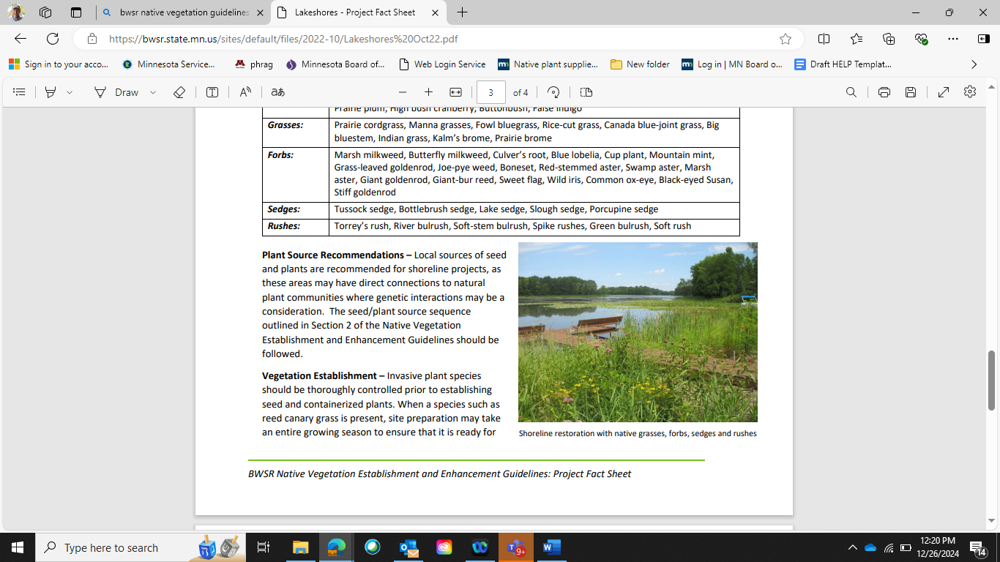 bwsr native vegetation guidelines
Lakeshores - Project Fact Sheet
https://bwsr.state.mn.us/sites/default/files/2022-10/Lakeshores%20Oct22.pdf
Sign in to your acco...
Minnesota Service...
phrag
Minnesota Board of...
Web Login Service
Native plant supplie...
New folder
Log in | MN Board o...
Draft HELP Templat...
Draw
3
of 4
Prairie plum, High bush cranberry, Buttonbush, False indigo
Grasses:
Prairie cordgrass, Manna grasses, Fowl bluegrass, Rice-cut grass, Canada blue-joint grass, Big
bluestem, Indian grass, Kalm's brome, Prairie brome
Forbs:
Marsh milkweed, Butterfly milkweed, Culver's root, Blue lobelia, Cup plant, Mountain mint,
Grass-leaved goldenrod, Joe-pye weed, Boneset, Red-stemmed aster, Swamp aster, Marsh
aster, Giant goldenrod, Giant-bur reed, Sweet flag, Wild iris, Common ox-eye, Black-eyed Susan,
Stiff goldenrod
Sedges:
Tussock sedge, Bottlebrush sedge, Lake sedge, Slough sedge, Porcupine sedge
Rushes:
Torrey's rush, River bulrush, Soft-stem bulrush, Spike rushes, Green bulrush, Soft rush
Plant Source Recommendations – Local sources of seed
and plants are recommended for shoreline projects, as
these areas may have direct connections to natural
plant communities where genetic interactions may be a
consideration.  The seed/plant source sequence
outlined in Section 2 of the Native Vegetation
Establishment and Enhancement Guidelines should be
followed.
Vegetation Establishment – Invasive plant species
should be thoroughly controlled prior to establishing
seed and containerized plants. When a species such as
reed canary grass is present, site preparation may take
an entire growing season to ensure that it is ready for
Shoreline restoration with native grasses, forbs, sedges and rushes
BWSR Native Vegetation Establishment and Enhancement Guidelines: Project Fact Sheet
Type here to search
9+
12:20 PM
12/26/2024
14